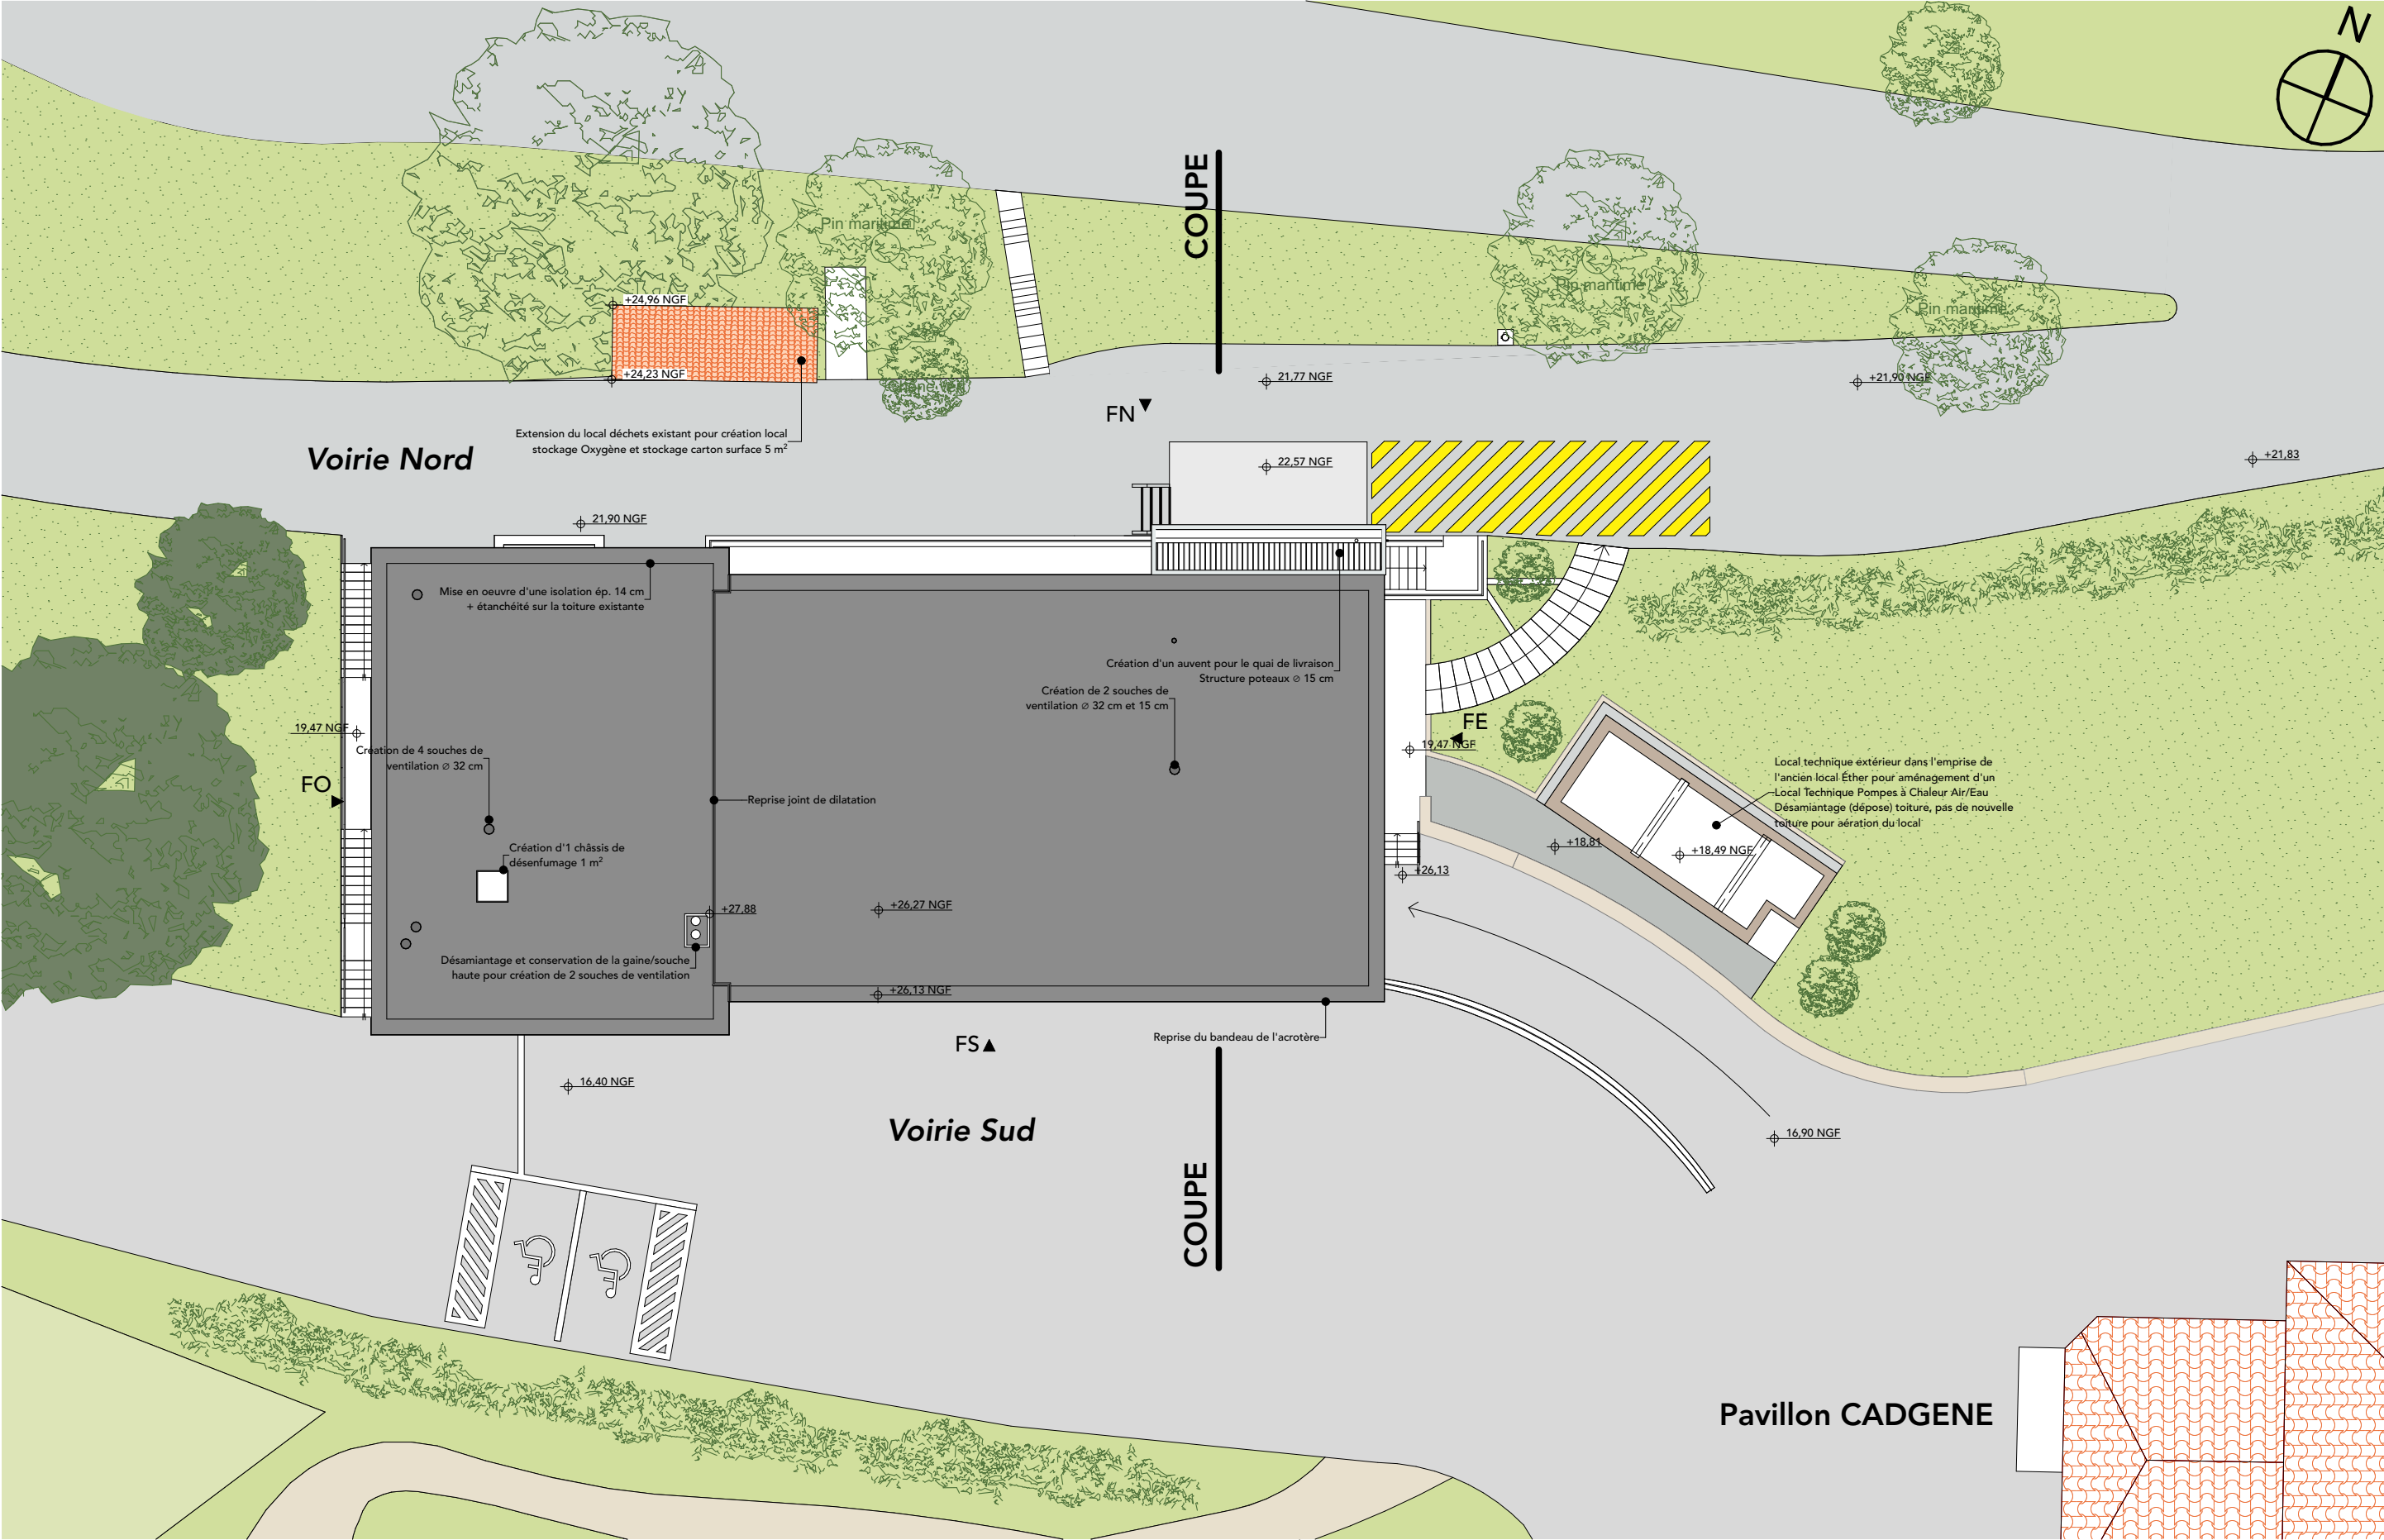 N
COUPE
Pin maritime
Pin maritime
Pin maritime
+24,96 NGF
+24,23 NGF
21,77 NGF
+21,90 NGF
FN
Extension du local déchets existant pour création local
stockage Oxygène et stockage carton surface 5 m²
Voirie Nord
22,57 NGF
+21,83
21,90 NGF
Mise en oeuvre d'une isolation ép. 14 cm
+ étanchéité sur la toiture existante
Création d'un auvent pour le quai de livraison
Structure poteaux ⌀ 15 cm
Création de 2 souches de
ventilation ⌀ 32 cm et 15 cm
FE
19,47 NGF
19,47 NGF
Création de 4 souches de
ventilation ⌀ 32 cm
FO
Reprise joint de dilatation
Local technique extérieur dans l'emprise de
l'ancien local Éther pour aménagement d'un
Local Technique Pompes à Chaleur Air/Eau
Désamiantage (dépose) toiture, pas de nouvelle
toiture pour aération du local
+18,81
+18,49 NGF
Création d'1 châssis de
désenfumage 1 m²
+26,13
+27,88
+26,27 NGF
Désamiantage et conservation de la gaine/souche
haute pour création de 2 souches de ventilation
+26,13 NGF
Reprise du bandeau de l'acrotère
FS
16,40 NGF
Voirie Sud
16,90 NGF
COUPE
Pavillon CADGENE